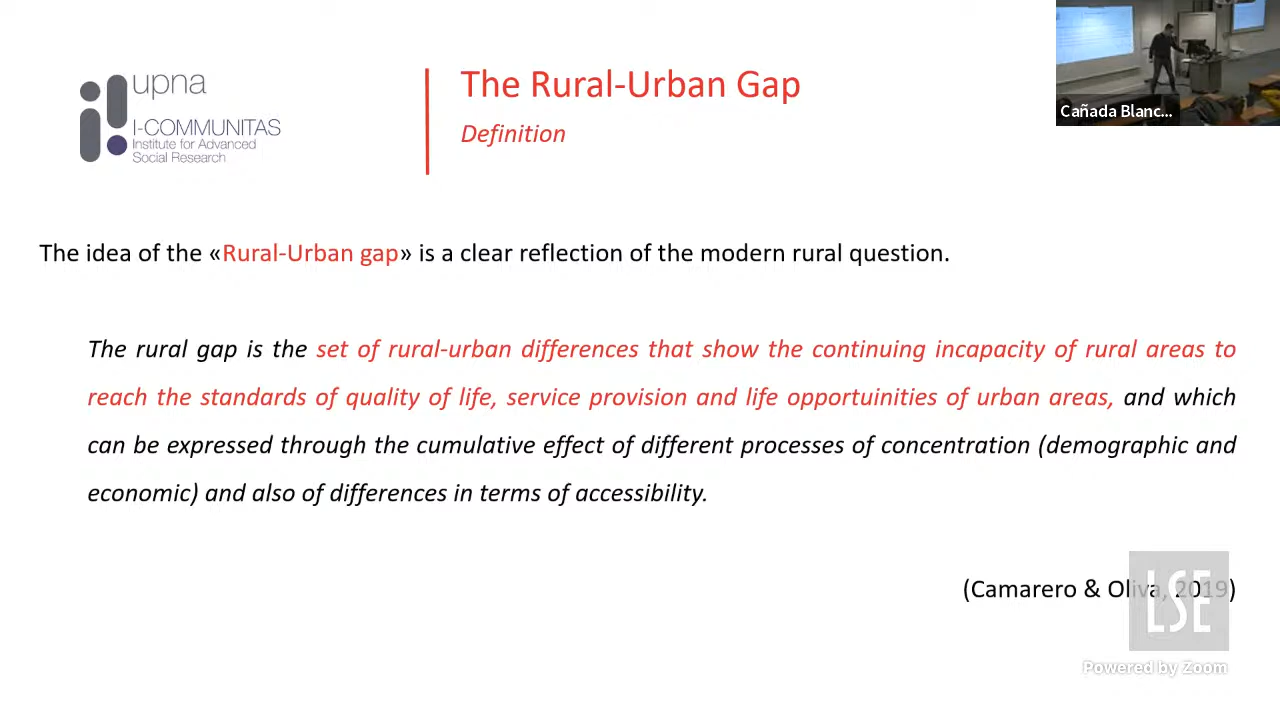 upna
I-COMMUNITAS
Institute for Advanced
Social Research
The Rural-Urban Gap
Definition
Cañada Blanc...
The idea of the «Rural-Urban gap» is a clear reflection of the modern rural question.
The rural gap is the set of rural-urban differences that show the continuing incapacity of rural areas to
reach the standards of quality of life, service provision and life opportuinities of urban areas, and which
can be expressed through the cumulative effect of different processes of concentration (demographic and
economic) and also of differences in terms of accessibility.
(Camarero & Oliva, 2019)
LSE
Powered by Zoom